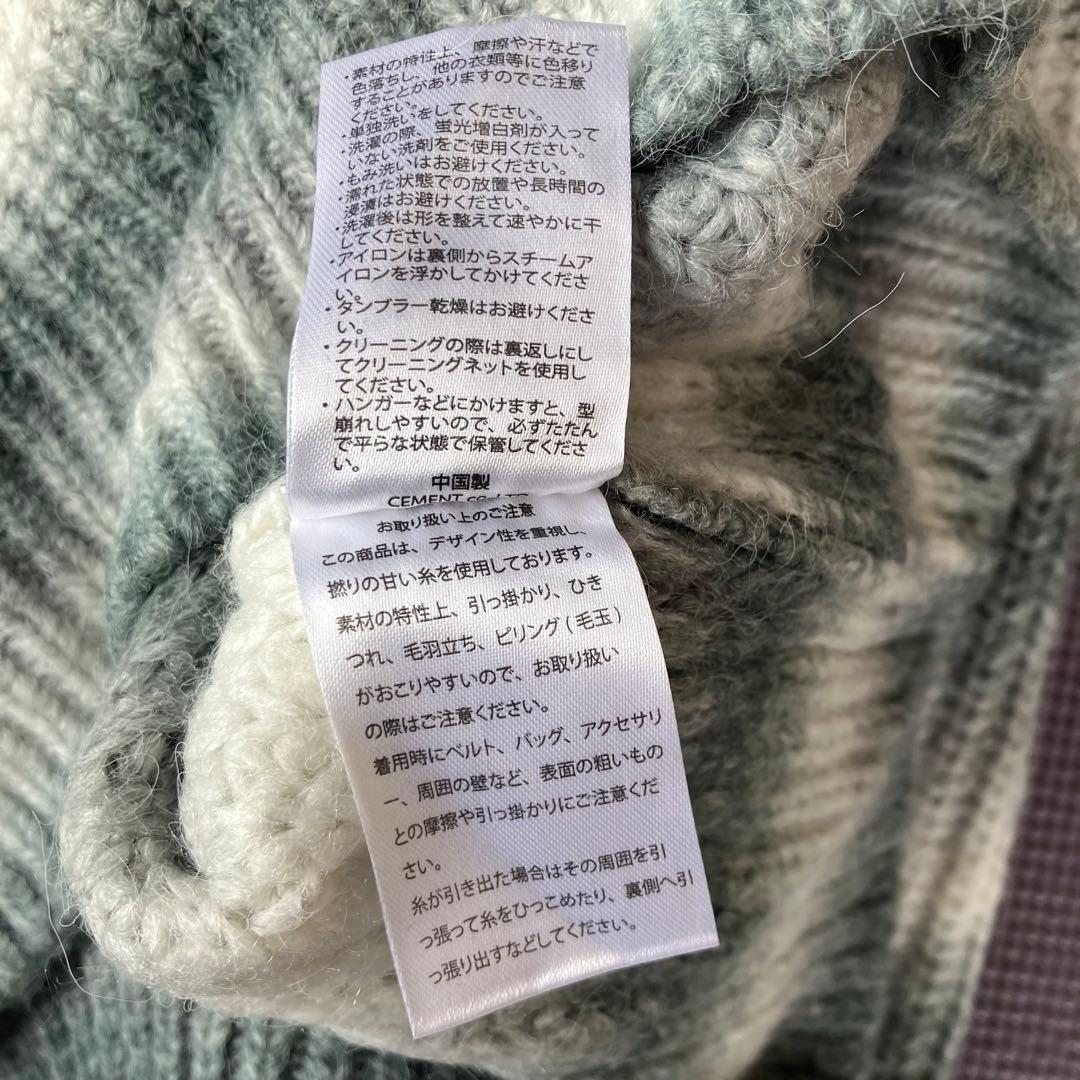 ・素材の特性上、摩擦や汗などで
色落ちし、他の衣類等に色移り
することがありますのでご注意
ください。
・単独洗いをしてください。
・洗濯の際、蛍光増白剤が入って
いない洗剤をご使用ください。
・もみ洗いはお避けください。
・濡れた状態での放置や長時間の
浸漬はお避けください。
・洗濯後は形を整えて速やかに干
してください。
・アイロンは裏側からスチームア
イロンを浮かしてかけてくださ
い。
・タンブラー乾燥はお避けくださ
い。
・クリーニングの際は裏返しにし
てクリーニングネットを使用し
てください。
・ハンガーなどにかけますと、型
崩れしやすいので、必ずたたん
で平らな状態で保管してくださ
い。
中国製
CEMENT co.,LTD
お取り扱い上のご注意
この商品は、デザイン性を重視し、
撚りの甘い糸を使用しております。
素材の特性上、引っ掛かり、ひき
つれ、毛羽立ち、ピリング(毛玉)
がおこりやすいので、お取り扱い
の際はご注意ください。
着用時にベルト、バッグ、アクセサリ
ー、周囲の壁など、表面の粗いもの
との摩擦や引っ掛かりにご注意くだ
さい。
糸が引き出た場合はその周囲を引
っ張って糸をひっこめたり、裏側へ引
っ張り出すなどしてください。